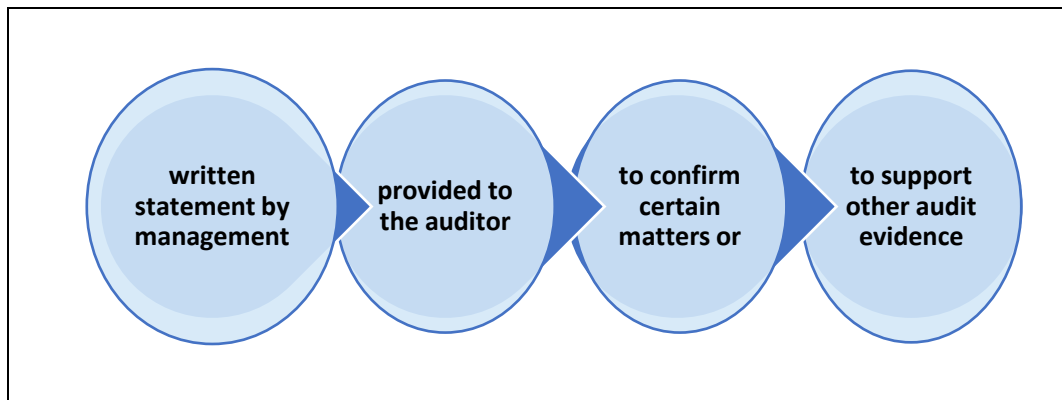 written
statement by
management
provided to
the auditor
to confirm
certain
matters or
to support
other audit
evidence